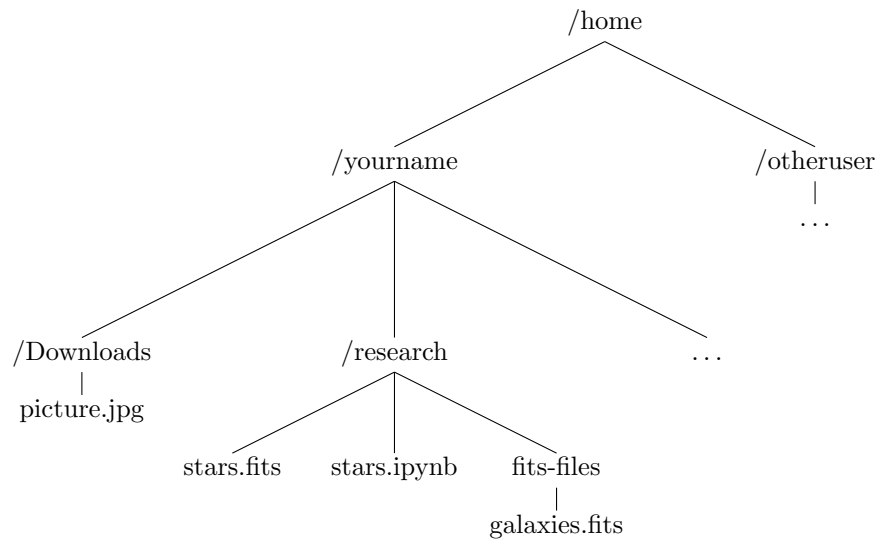 /home
/yourname /otheruser
. . .
/Downloads /research . . .
picture.jpg
stars.fits stars.ipynb fits-files
galaxies.fits